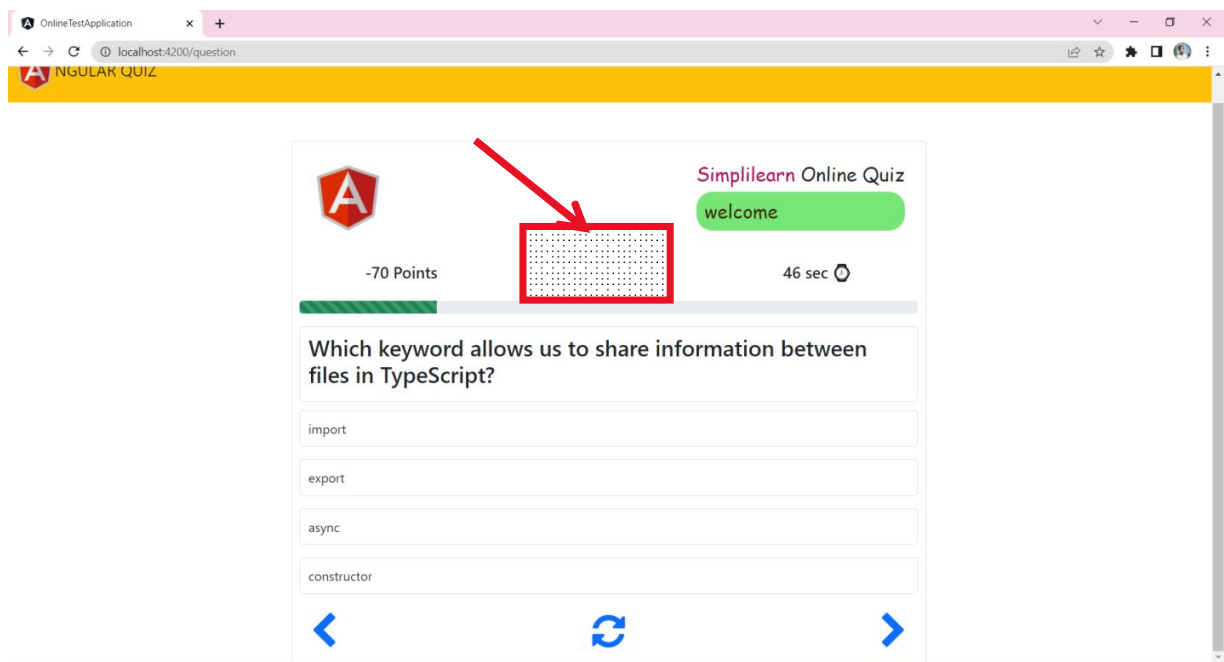 OnlineTestApplication
localhost:4200/question
NGULAR QUIZ
Simplilearn Online Quiz
welcome
-70 Points
46 sec
Which keyword allows us to share information between
files in TypeScript?
import
export
async
constructor